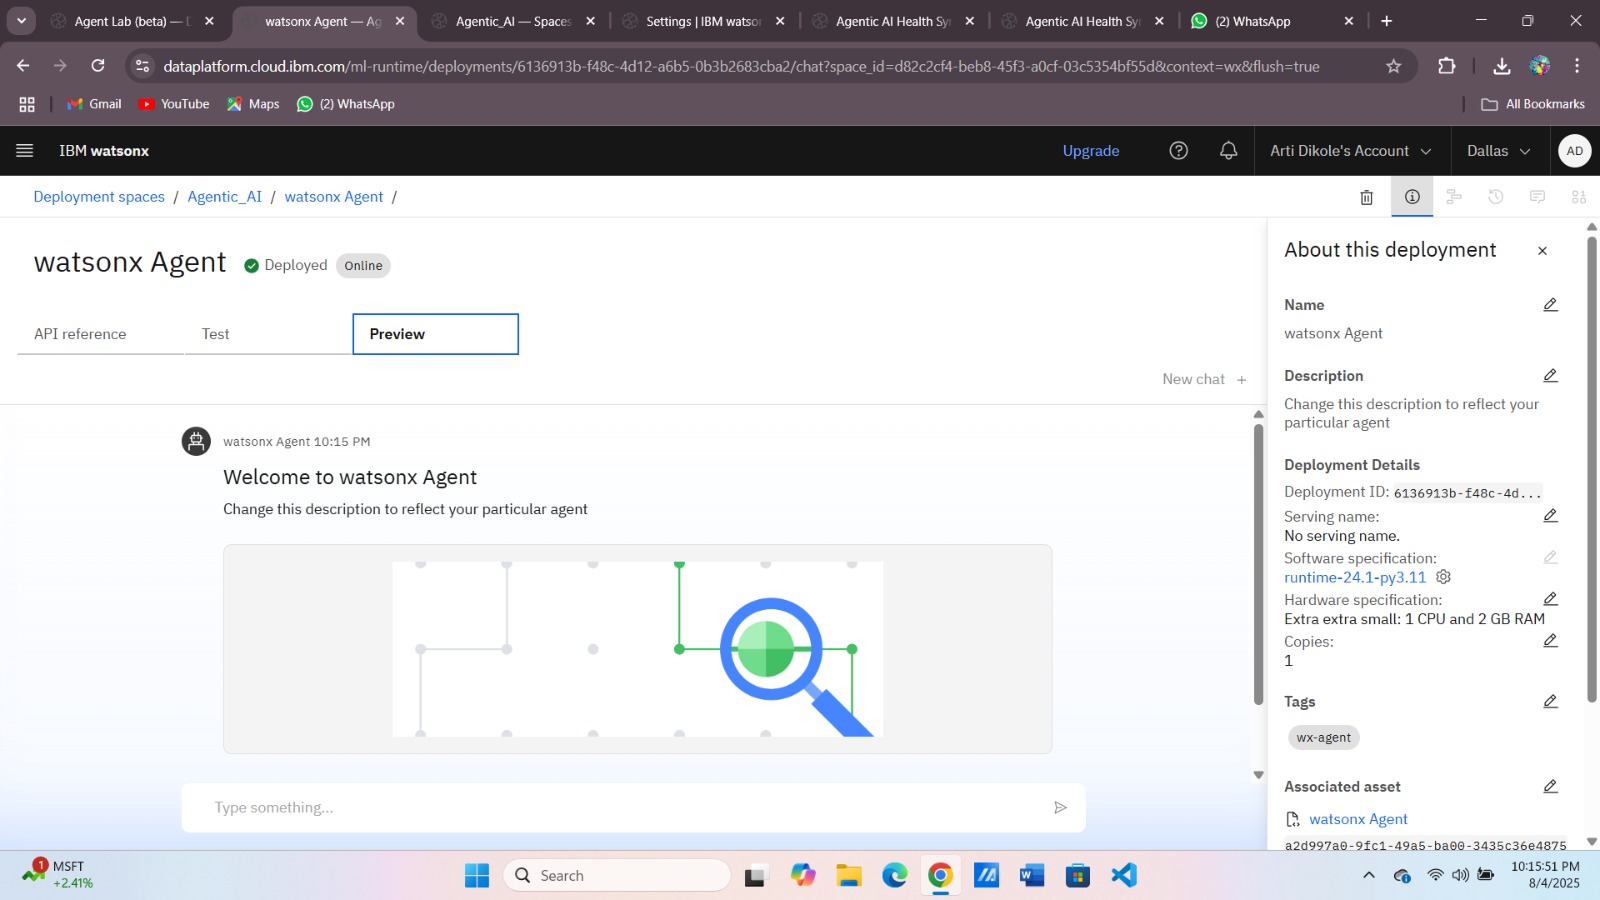 Agent Lab (beta) —
watsonx Agent — Ag
Agentic_AI — Spaces
Settings | IBM watsor
Agentic AI Health Sy
Agentic AI Health Sy
(2) WhatsApp
dataplatform.cloud.ibm.com/ml-runtime/deployments/6136913b-f48c-4d12-a6b5-0b3b2683cba2/chat?space_id=d82c2cf4-beb8-45f3-a0cf-03c5354bf55d&context=wx&flush=true
Gmail
YouTube
Maps
(2) WhatsApp
All Bookmarks
IBM watsonx
Upgrade
Arti Dikole's Account
Dallas
AD
Deployment spaces / Agentic_AI / watsonx Agent /
watsonx Agent
Deployed
Online
API reference
Test
Preview
New chat +
watsonx Agent 10:15 PM
Welcome to watsonx Agent
Change this description to reflect your particular agent
Type something...
About this deployment
Name
watsonx Agent
Description
Change this description to reflect your
particular agent
Deployment Details
Deployment ID: 6136913b-f48c-4d...
Serving name:
No serving name.
Software specification:
runtime-24.1-py3.11
Hardware specification:
Extra extra small: 1 CPU and 2 GB RAM
Copies:
1
Tags
wx-agent
Associated asset
watsonx Agent
a2d997a0-9fc1-49a5-ba00-3435c36e4875
1
MSFT
+2.41%
Search
10:15:51 PM
8/4/2025